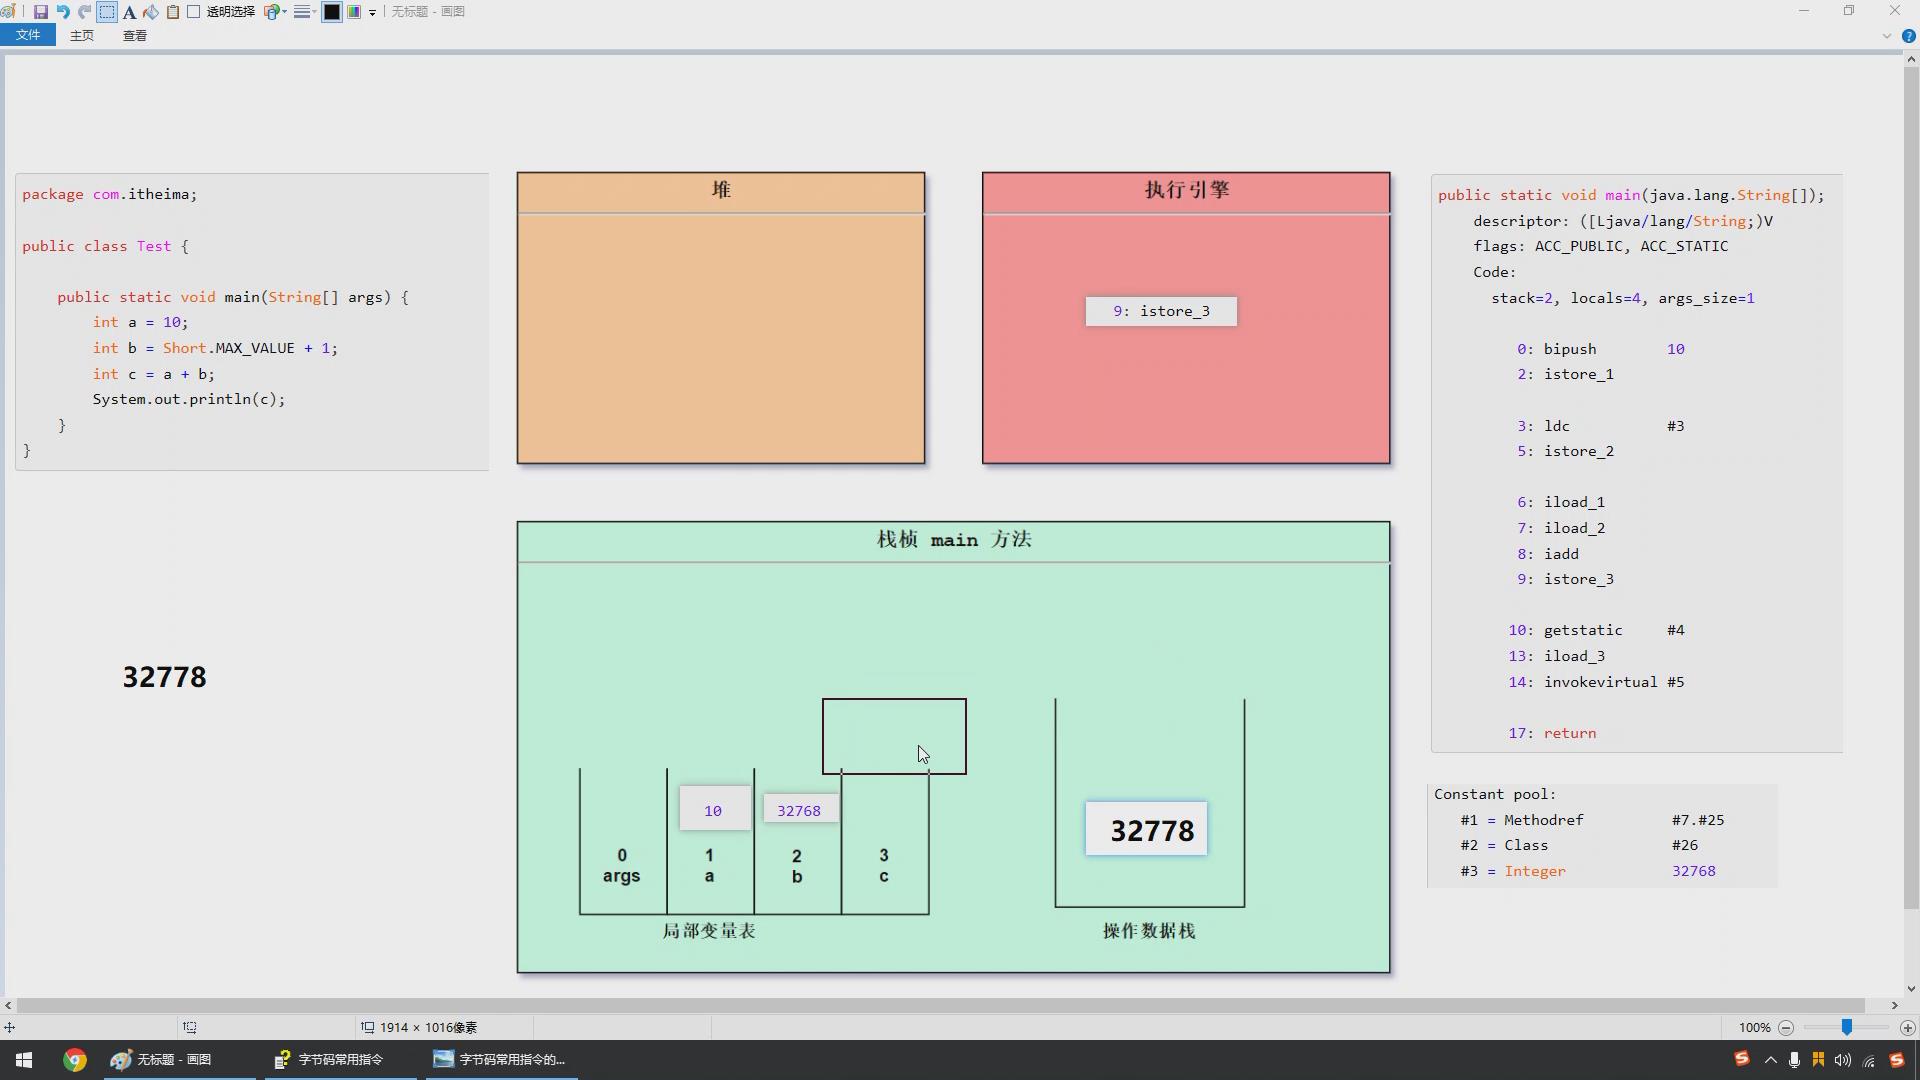 透明选择
无标题 - 画图
文件 主页 查看
package com.itheima;
public class Test {
public static void main(String[] args) {
int a = 10;
int b = Short.MAX_VALUE + 1;
int c = a + b;
System.out.println(c);
}
}
32778
堆
执行引擎
9: istore_3
栈桢 main 方法
10
32768
0
args
1
a
2
b
3
c
局部变量表
32778
操作数据栈
public static void main(java.lang.String[]);
descriptor: ([Ljava/lang/String;)V
flags: ACC_PUBLIC, ACC_STATIC
Code:
stack=2, locals=4, args_size=1
0: bipush 10
2: istore_1
3: ldc #3
5: istore_2
6: iload_1
7: iload_2
8: iadd
9: istore_3
10: getstatic #4
13: iload_3
14: invokevirtual #5
17: return
Constant pool:
#1 = Methodref #7.#25
#2 = Class #26
#3 = Integer 32768
1914 × 1016像素
100%
无标题 - 画图
字节码常用指令
字节码常用指令的...